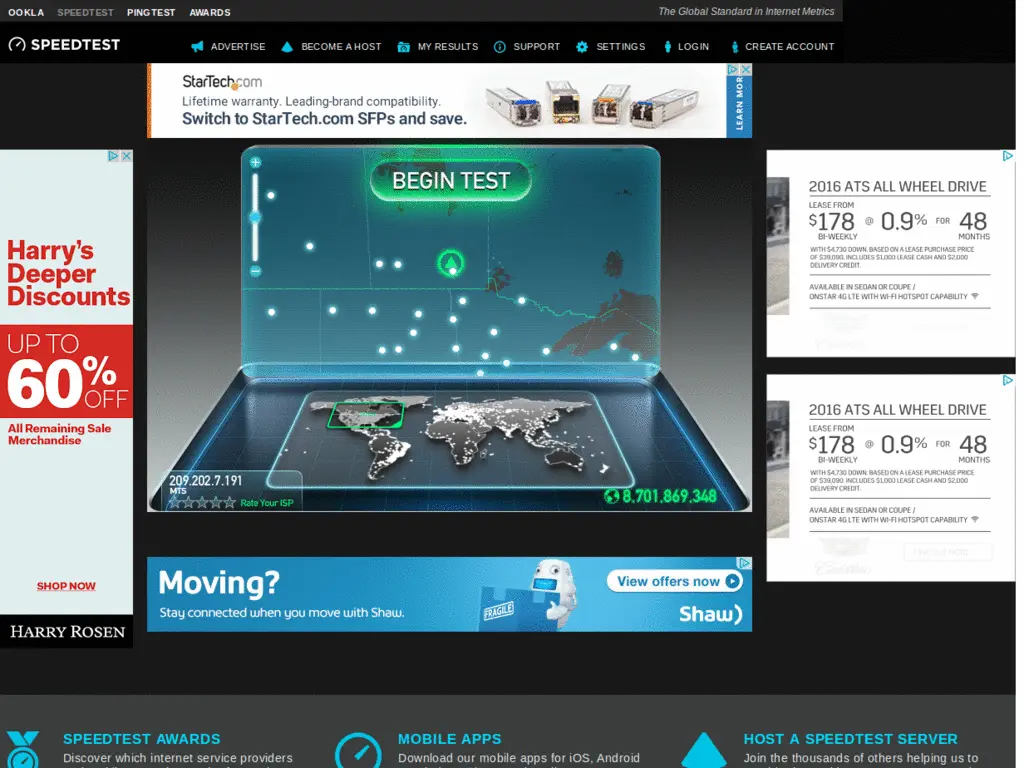 OOKLA SPEEDTEST PINGTEST AWARDS
The Global Standard in Internet Metrics
SPEEDTEST
ADVERTISE BECOME A HOST MY RESULTS SUPPORT SETTINGS LOGIN CREATE ACCOUNT
StarTech.com
Lifetime warranty. Leading-brand compatibility.
Switch to StarTech.com SFPs and save.
LEARN MORE
BEGIN TEST
Harry's
Deeper
Discounts
UP TO
60%
OFF
All Remaining Sale
Merchandise
SHOP NOW
HARRY ROSEN
209.202.7.191
MTS
Rate Your ISP
8,701,869,348
2016 ATS ALL WHEEL DRIVE
LEASE FROM
$178 @ 0.9% FOR 48
BI-WEEKLY MONTHS
WITH $4,730 DOWN. BASED ON A LEASE PURCHASE PRICE
OF $39,090. INCLUDES $1,000 LEASE CASH AND $2,000
DELIVERY CREDIT.
AVAILABLE IN SEDAN OR COUPE /
ONSTAR 4G LTE WITH WI-FI HOTSPOT CAPABILITY
2016 ATS ALL WHEEL DRIVE
LEASE FROM
$178 @ 0.9% FOR 48
BI-WEEKLY MONTHS
WITH $4,730 DOWN. BASED ON A LEASE PURCHASE PRICE
OF $39,090. INCLUDES $1,000 LEASE CASH AND $2,000
DELIVERY CREDIT.
AVAILABLE IN SEDAN OR COUPE /
ONSTAR 4G LTE WITH WI-FI HOTSPOT CAPABILITY
Moving?
Stay connected when you move with Shaw.
FRAGILE
View offers now
Shaw)
SPEEDTEST AWARDS
Discover which internet service providers
MOBILE APPS
Download our mobile apps for iOS, Android
HOST A SPEEDTEST SERVER
Join the thousands of others helping us to